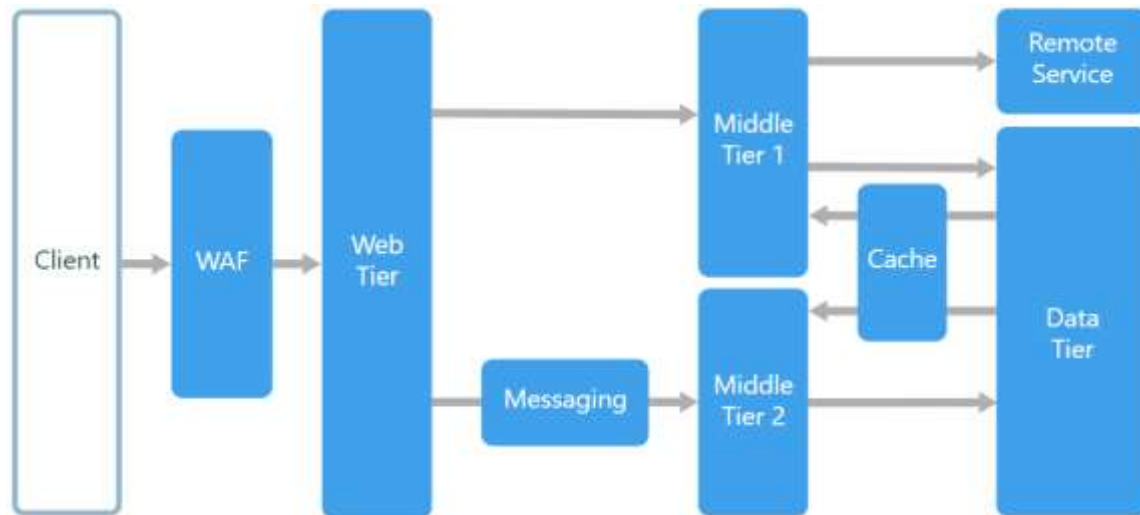 Client
WAF
Web
Tier
Messaging
Middle
Tier 1
Middle
Tier 2
Cache
Remote
Service
Data
Tier